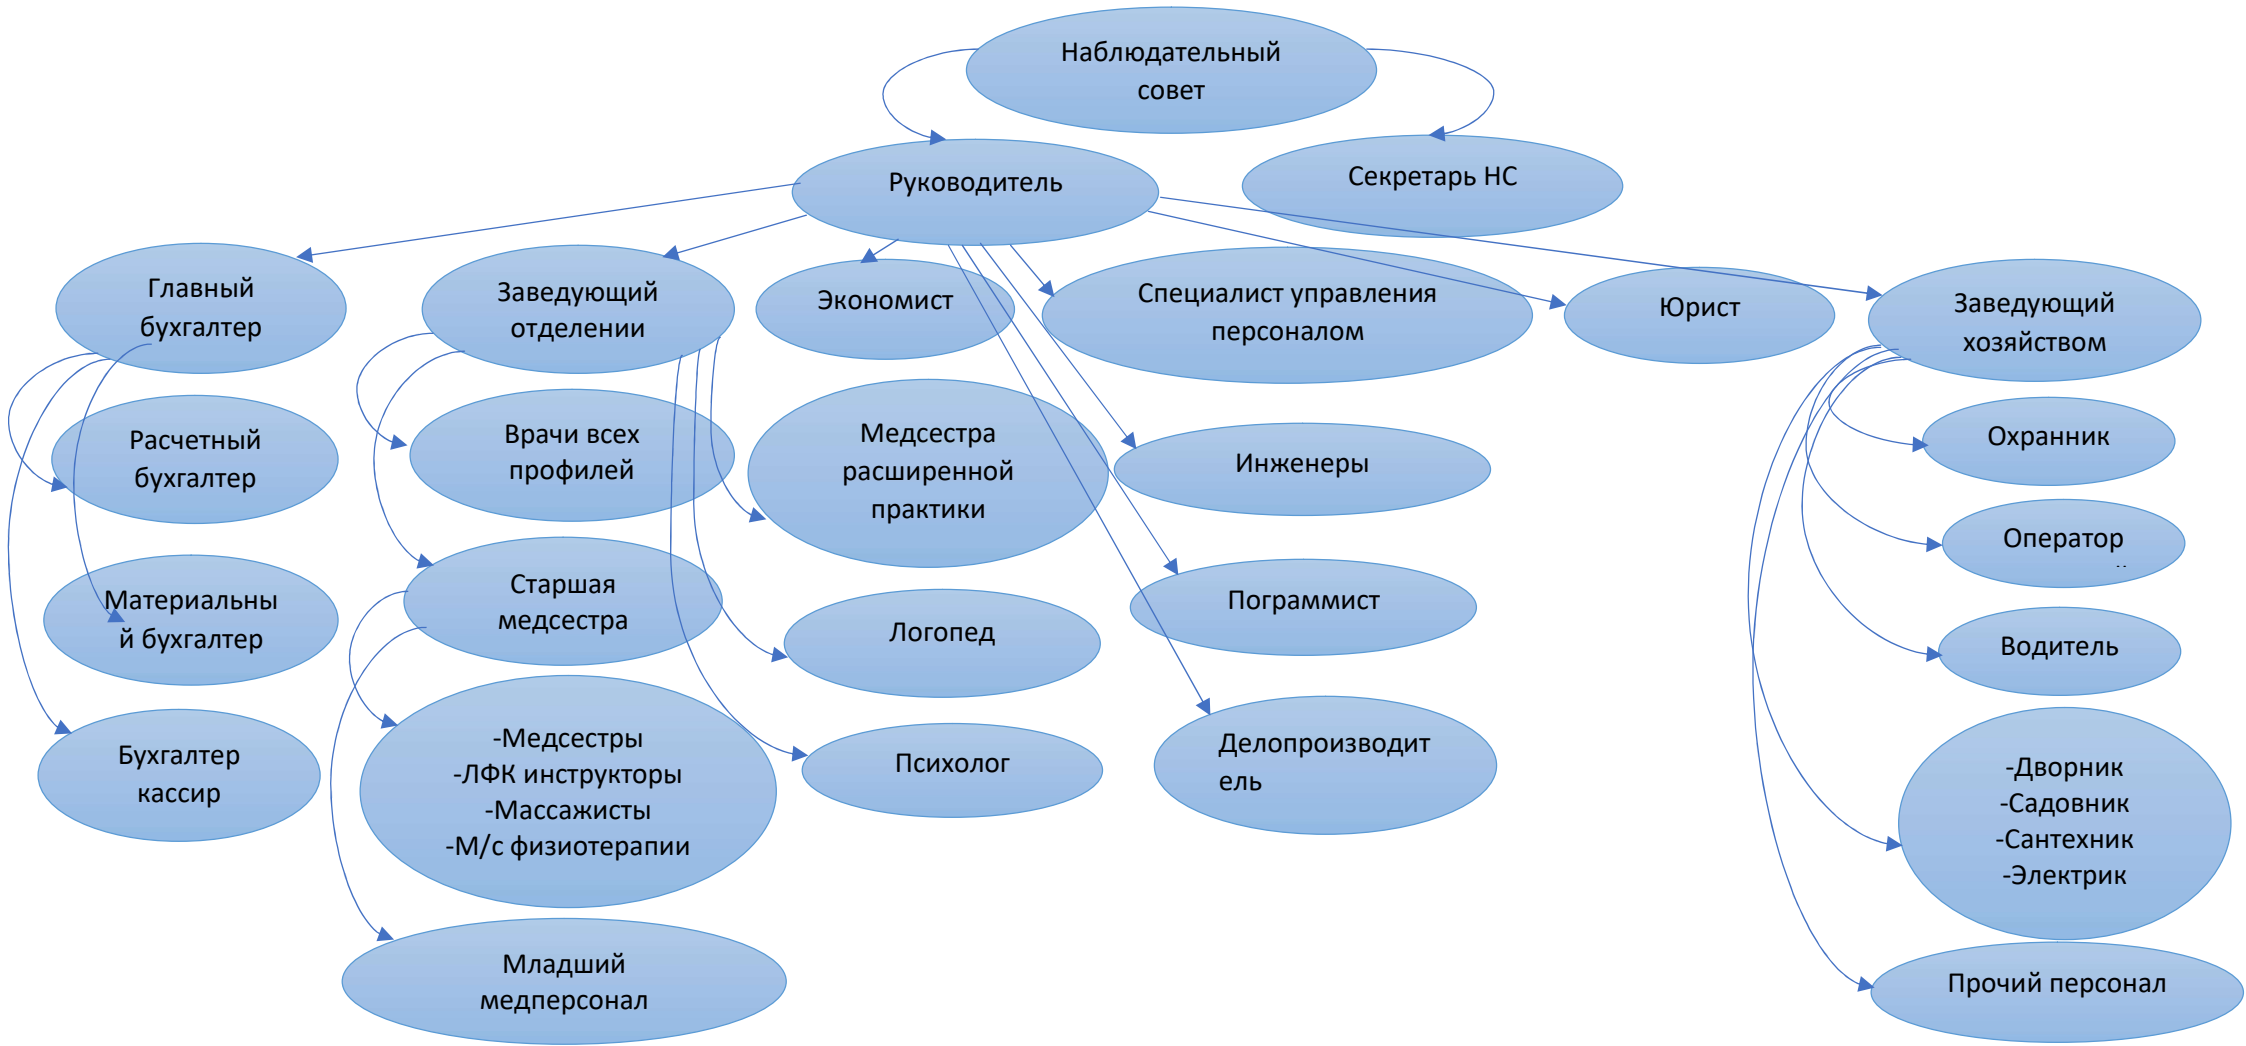 Наблюдательный
совет
Руководитель
Секретарь НС
Главный
бухгалтер
Заведующий
отделении
Экономист
Специалист управления
персоналом
Юрист
Заведующий
хозяйством
Расчетный
бухгалтер
Врачи всех
профилей
Медсестра
расширенной
практики
Инженеры
Охранник
Оператор
Материальны
й бухгалтер
Старшая
медсестра
Логопед
Пограммист
Водитель
Бухгалтер
кассир
-Медсестры
-ЛФК инструкторы
-Массажисты
-М/с физиотерапии
Психолог
Делопроизводит
ель
-Дворник
-Садовник
-Сантехник
-Электрик
Младший
медперсонал
Прочий персонал